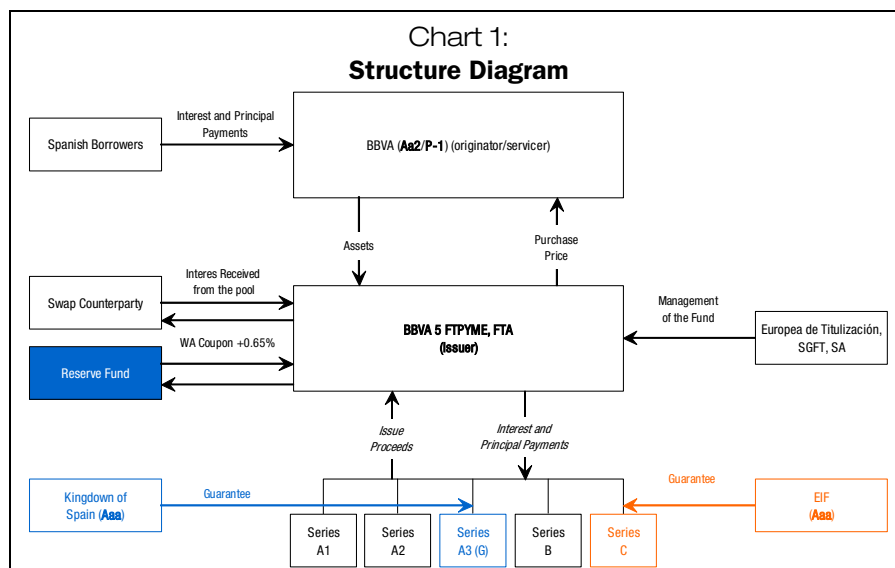 Chart 1:
Structure Diagram
Interest and Principal
Payments
Spanish Borrowers
BBVA (Aa2/P-1) (originator/servicer)
Assets
Purchase
Price
Interes Received
from the pool
Swap Counterparty
Management
of the Fund
BBVA 5 FTPYME, FTA
(Issuer)
Europea de Titulización,
SGFT, SA
WA Coupon +0.65%
Reserve Fund
Issue
Proceeds
Interest and
Principal Payments
Kingdown of
Spain (Aaa)
Guarantee
Guarantee
EIF
(Aaa)
Series
A1
Series
A2
Series
A3 (G)
Series
B
Series
C